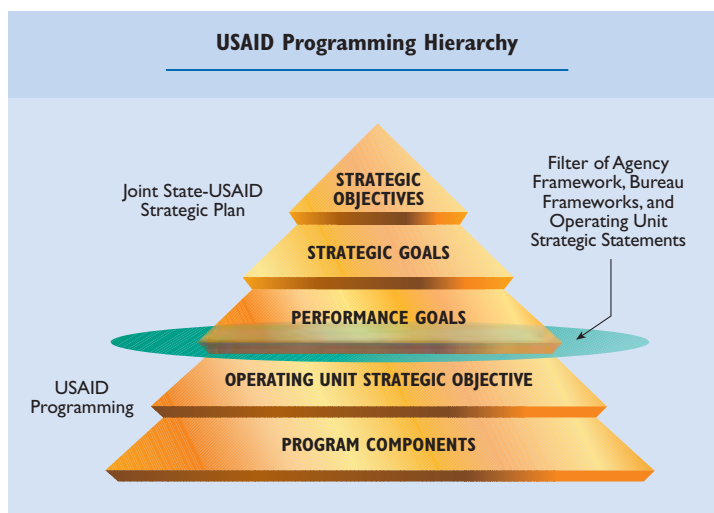 USAID Programming Hierarchy
Joint State-USAID
Strategic Plan
STRATEGIC
OBJECTIVES
Filter of Agency
Framework, Bureau
Frameworks, and
Operating Unit
Strategic Statements
STRATEGIC GOALS
PERFORMANCE GOALS
USAID
Programming
OPERATING UNIT STRATEGIC OBJECTIVE
PROGRAM COMPONENTS